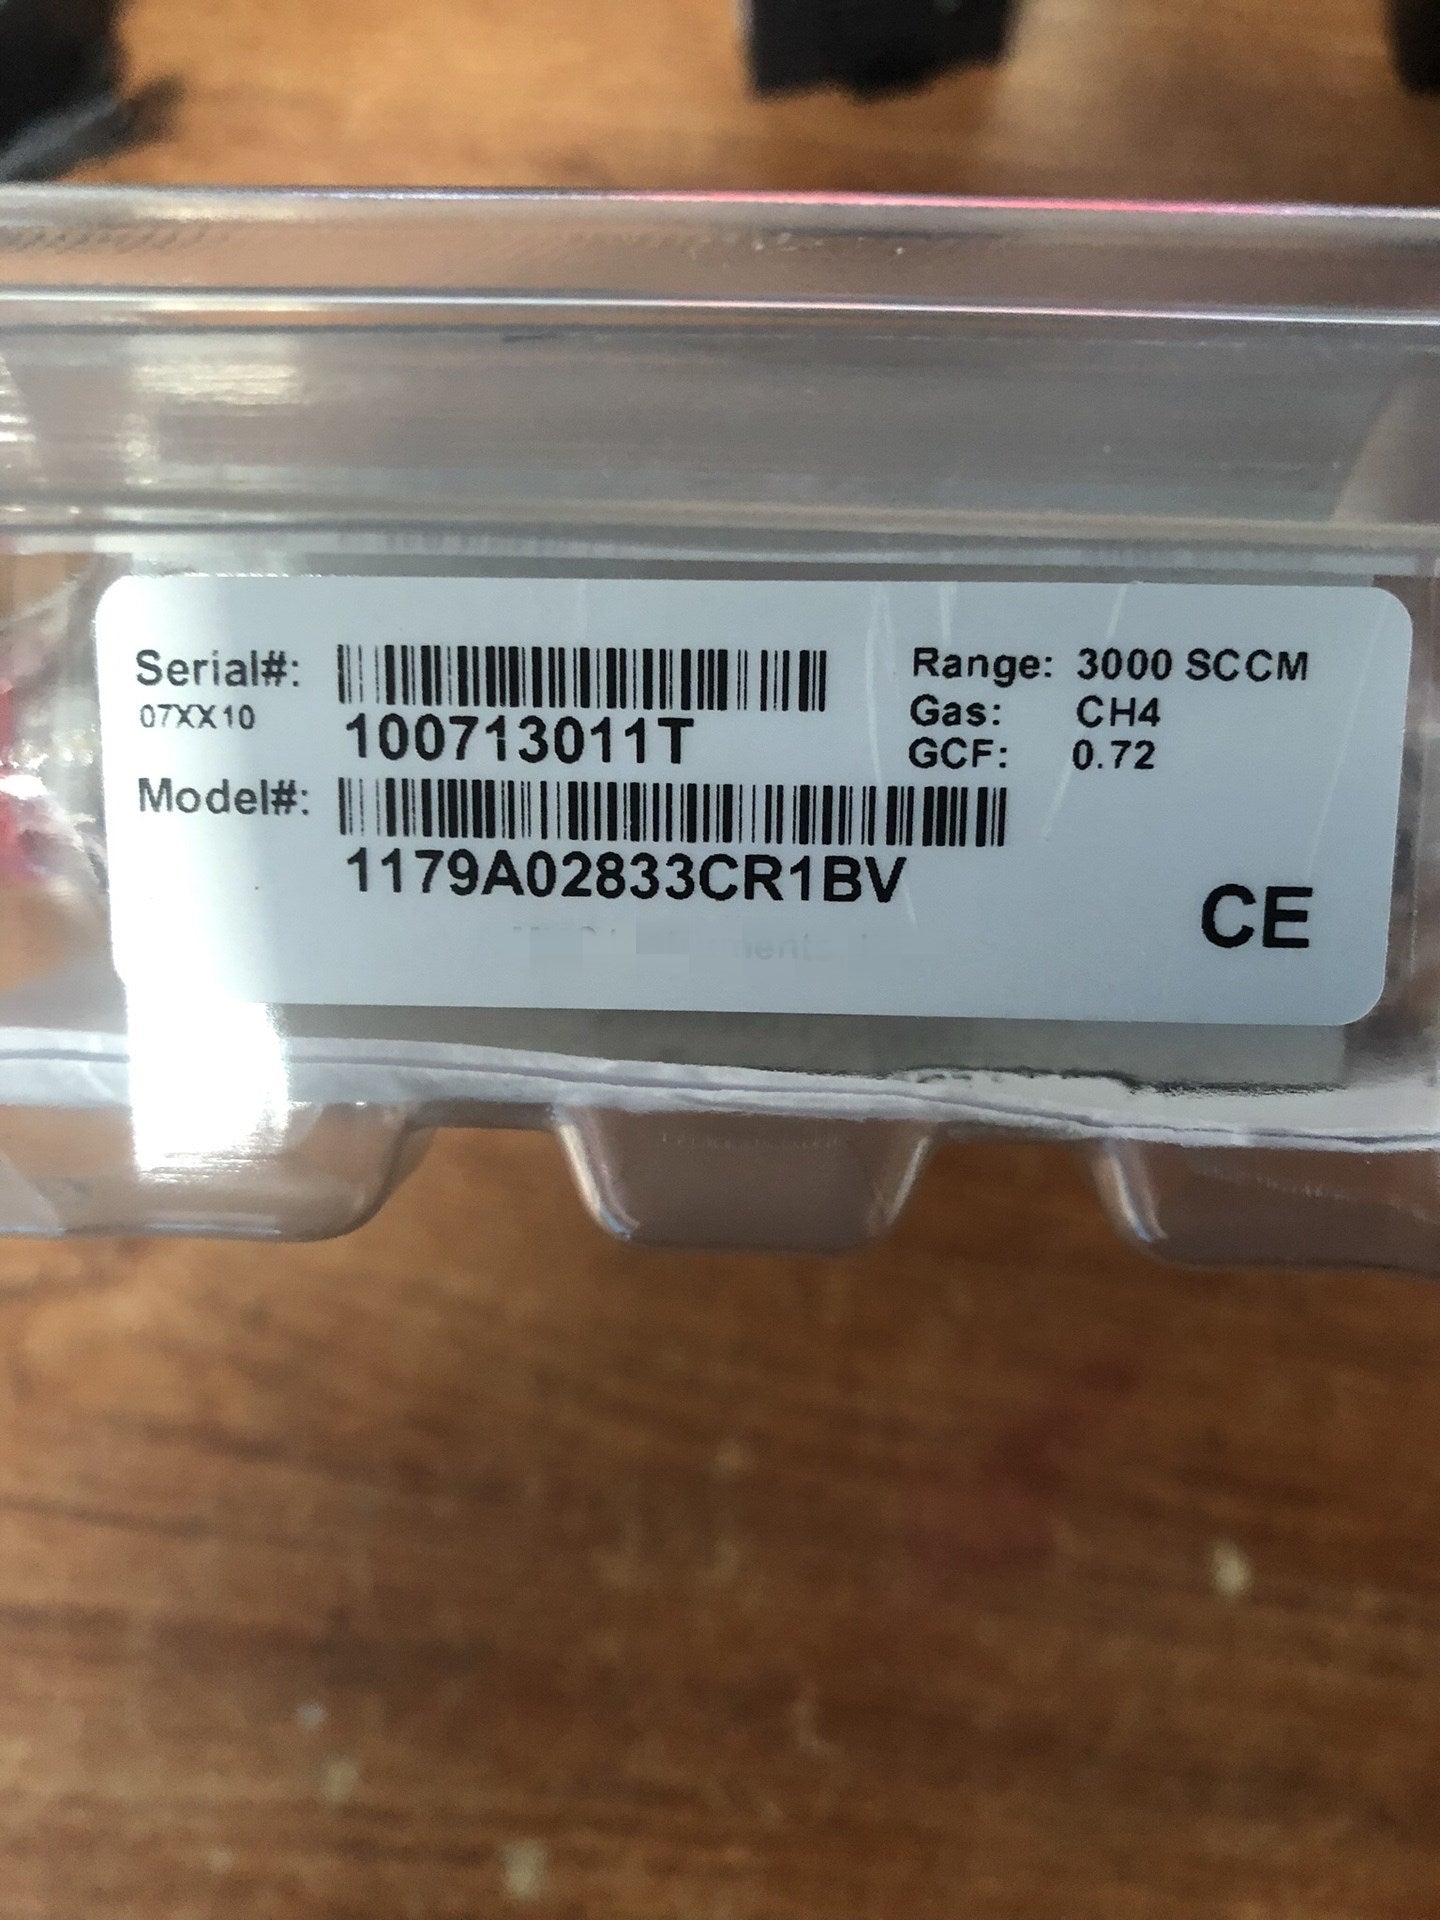 Serial#:
07XX10
100713011T
Model#:
1179A02833CR1BV
Range: 3000 SCCM
Gas: CH4
GCF: 0.72
CE